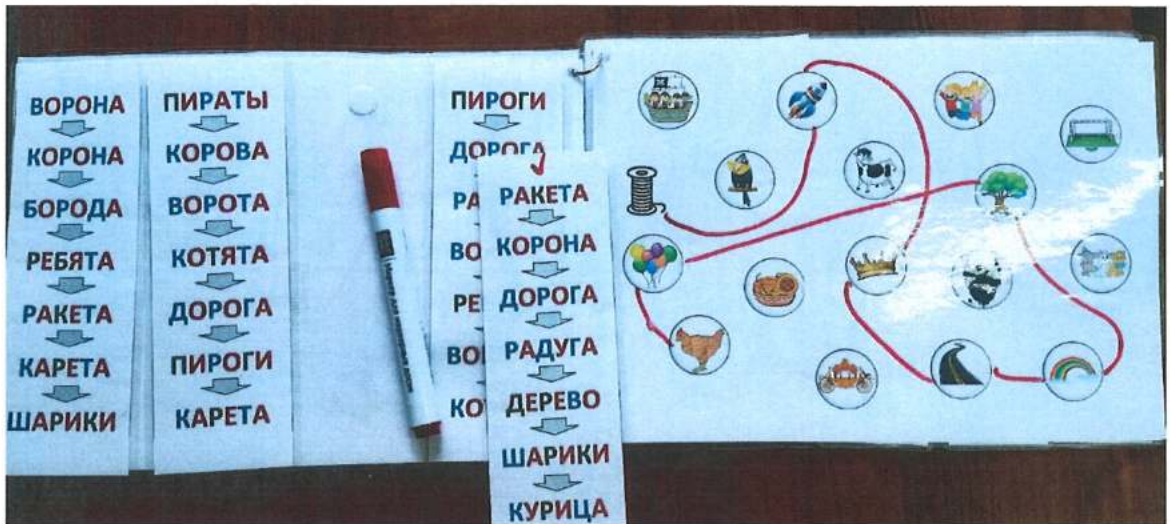 ВОРОНА
КОРОНА
БОРОДА
РЕБЯТА
РАКЕТА
КАРЕТА
ШАРИКИ
ПИРАТЫ
КОРОВА
ВОРОТА
КОТЯТА
ДОРОГА
ПИРОГИ
КАРЕТА
ПИРОГИ
ДОРОГА
РАКЕТА
КОРОНА
ДОРОГА
РАДУГА
ДЕРЕВО
ШАРИКИ
КУРИЦА